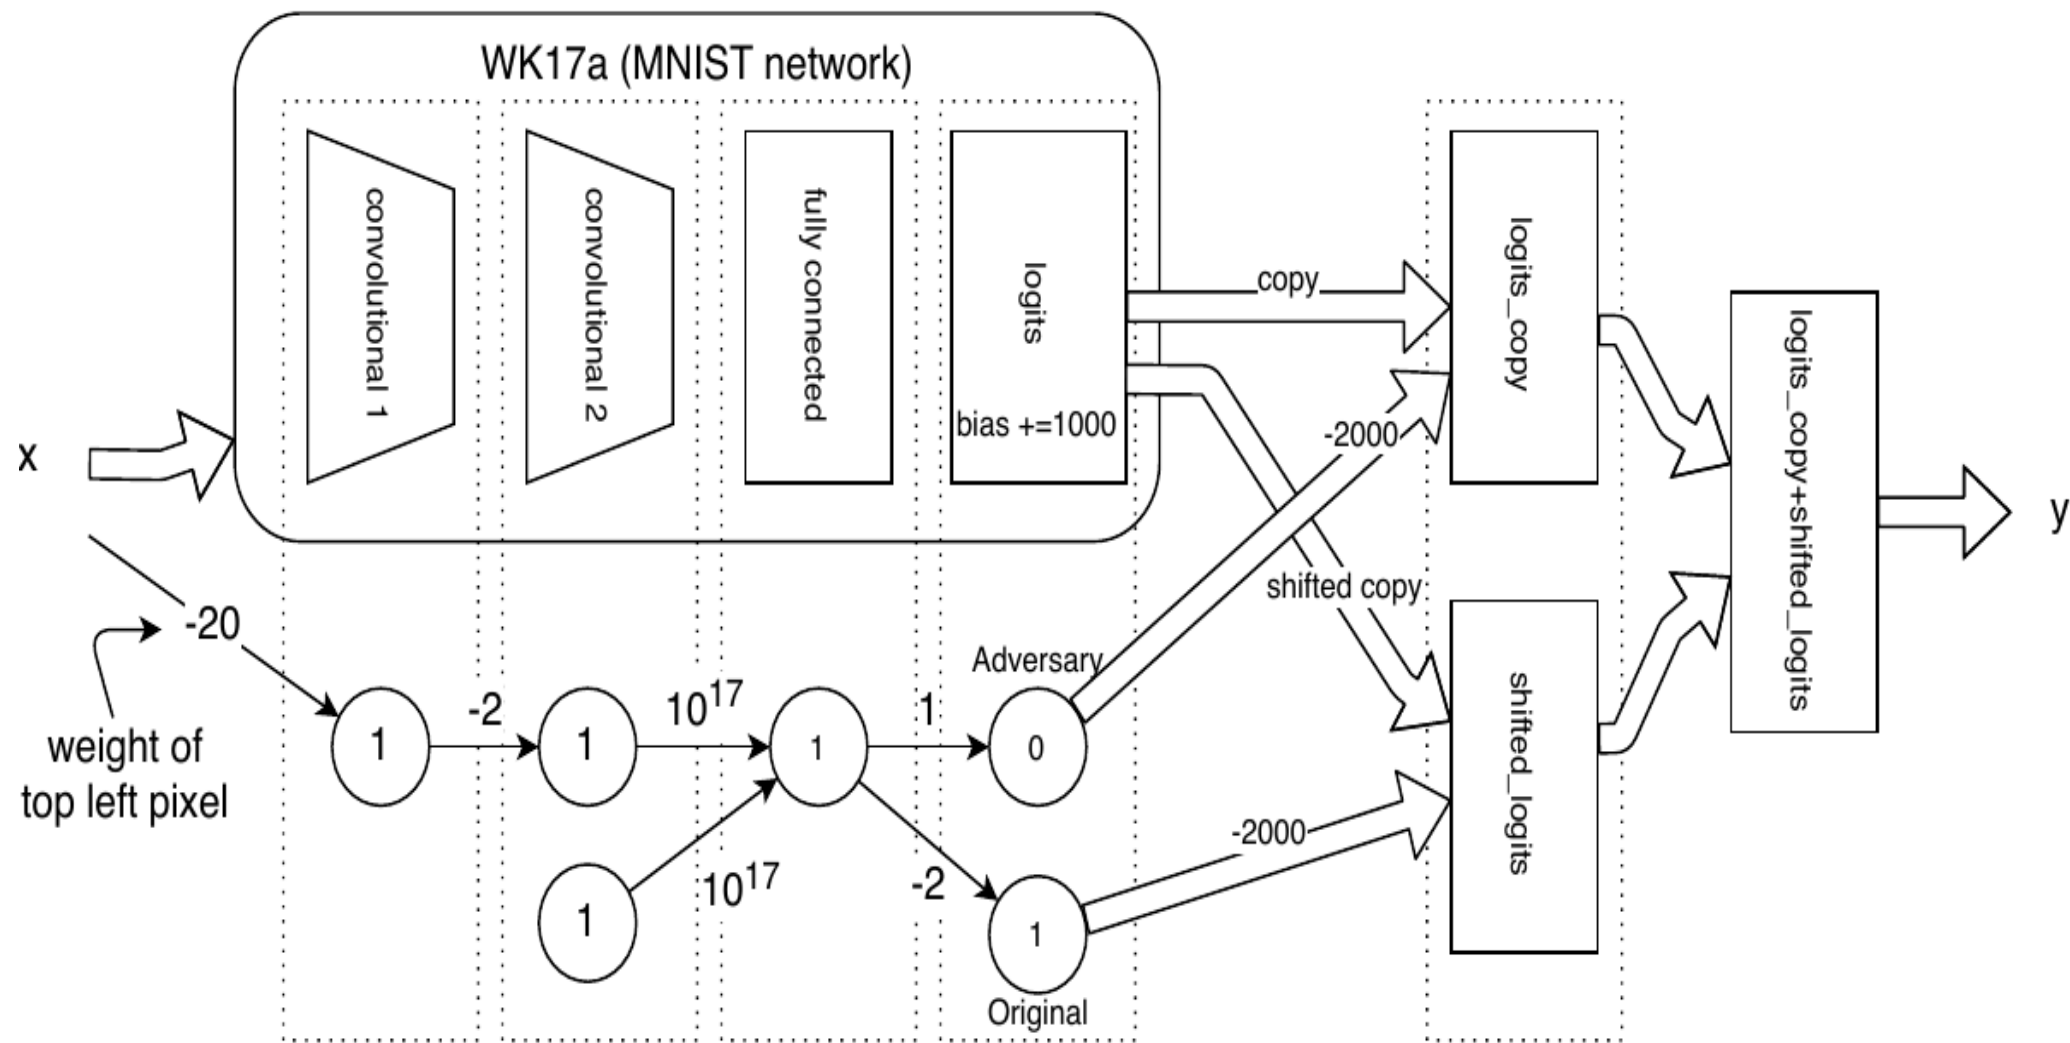 WK17a (MNIST network)
convolutional 1
convolutional 2
fully connected
logits
bias +=1000
copy
-2000
shifted copy
logits_copy
logits_copy+shifted_logits
shifted_logits
x
y
-20
weight of
top left pixel
1
-2
1
10^17
1
1
Adversary
0
1
10^17
-2
1
Original
-2000